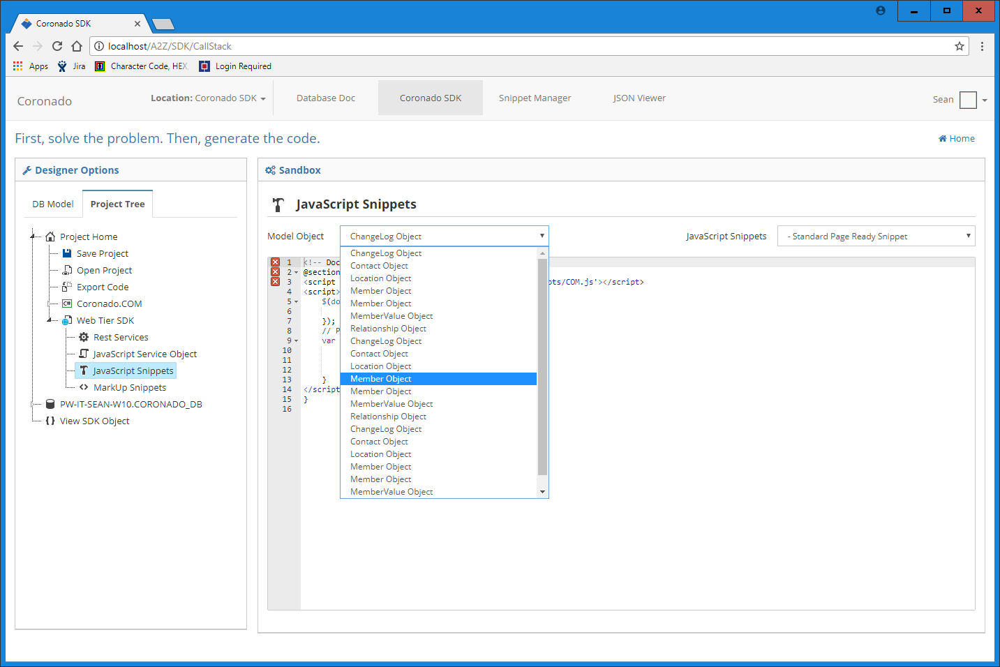 Coronado SDK
localhost/A2Z/SDK/CallStack
Apps Jira Character Code, HEX, Login Required
Coronado Location: Coronado SDK Database Doc Coronado SDK Snippet Manager JSON Viewer Sean
First, solve the problem. Then, generate the code. Home
Designer Options
DB Model Project Tree
Project Home
Save Project
Open Project
Export Code
C# Coronado.COM
Web Tier SDK
Rest Services
JavaScript Service Object
JavaScript Snippets
MarkUp Snippets
PW-IT-SEAN-W10.CORONADO_DB
View SDK Object
Sandbox
JavaScript Snippets
Model Object ChangeLog Object JavaScript Snippets - Standard Page Ready Snippet
1 <!-- Doc
2 @section
3 <script pts/COM.js'></script>
4 <script>
5 $(do
6
7 });
8 // P
9 var
10
11
12
13 }
14 </script
15 }
16
ChangeLog Object
Contact Object
Location Object
Member Object
Member Object
MemberValue Object
Relationship Object
ChangeLog Object
Contact Object
Location Object
Member Object
Member Object
MemberValue Object
Relationship Object
ChangeLog Object
Contact Object
Location Object
Member Object
Member Object
MemberValue Object